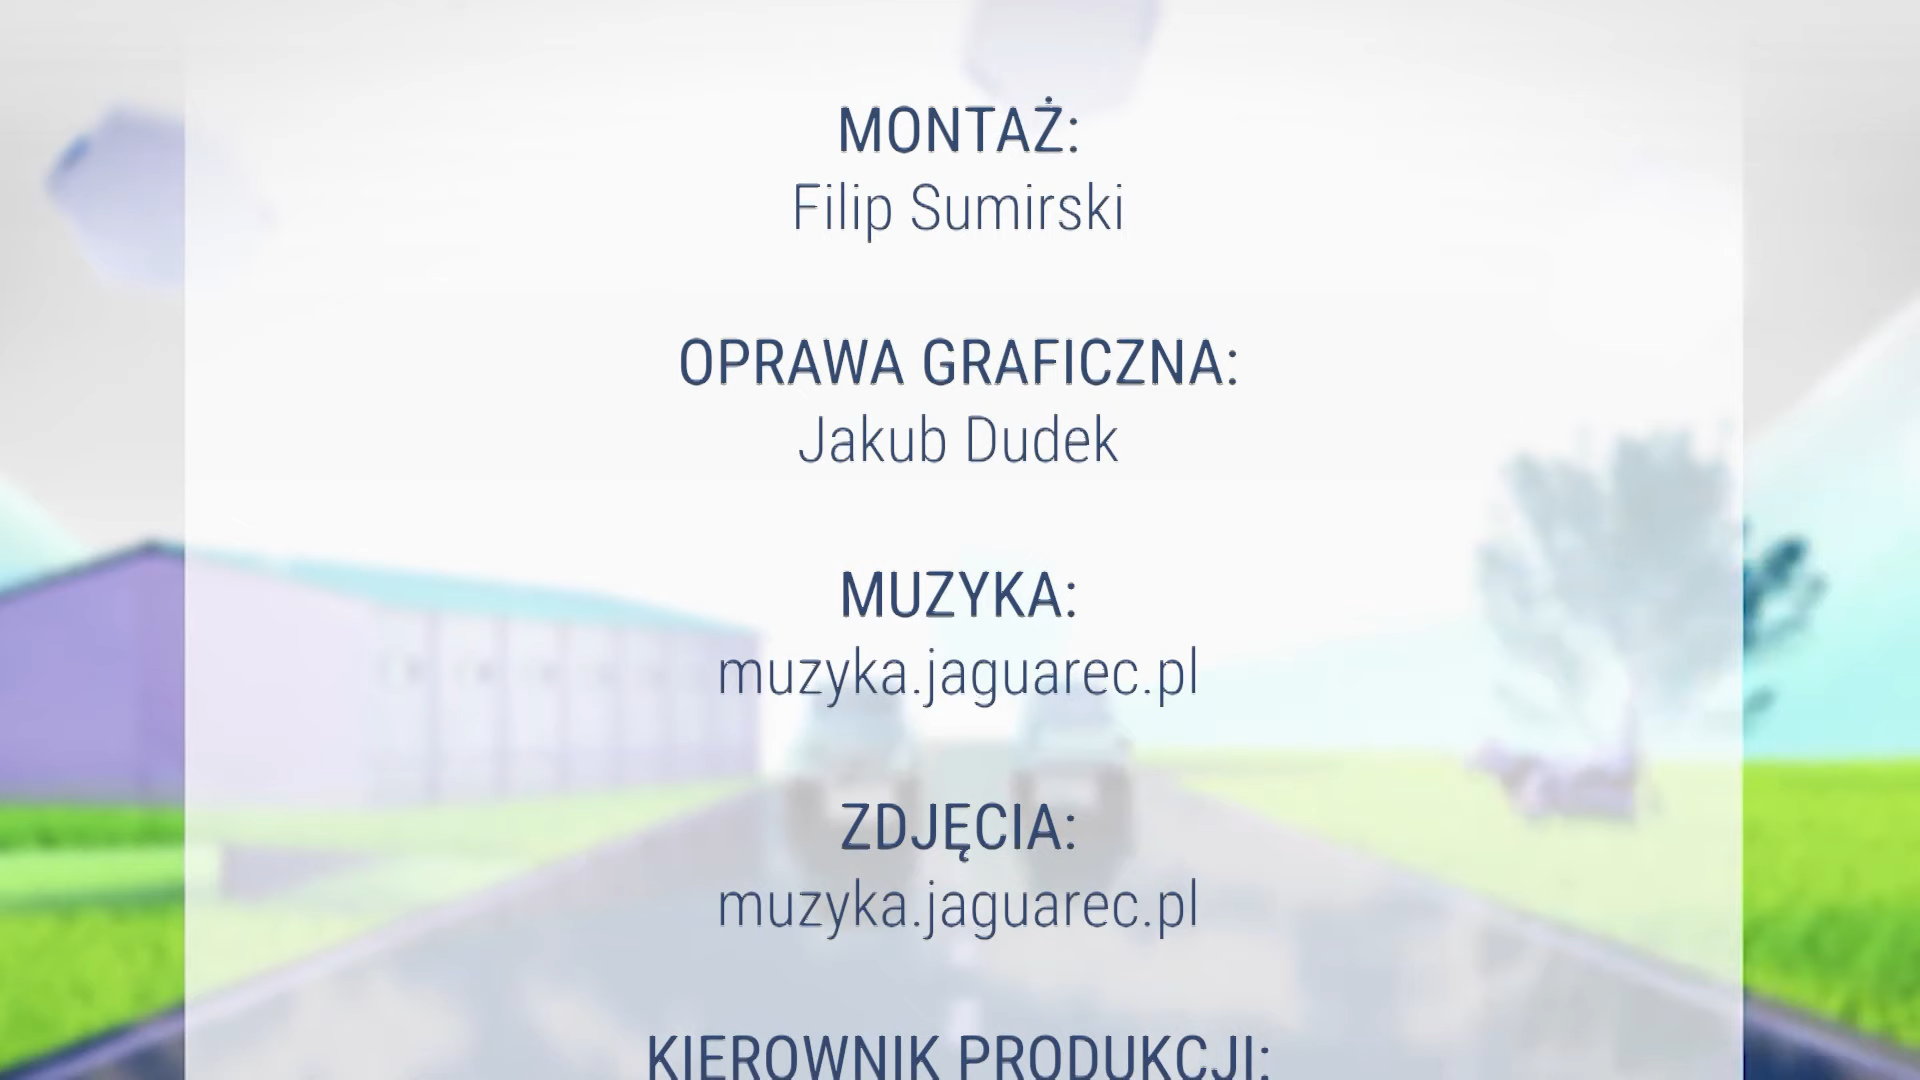 MONTAŻ:
Filip Sumirski
OPRAWA GRAFICZNA:
Jakub Dudek
MUZYKA:
muzyka.jaguarec.pl
ZDJĘCIA:
muzyka.jaguarec.pl
KIEROWNIK PRODUKCJI: